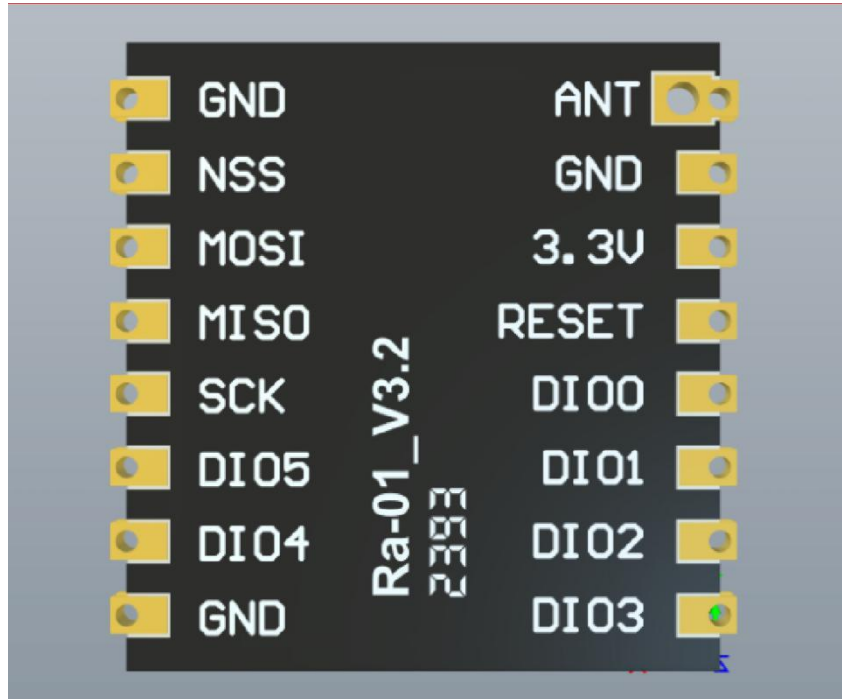 GND ANT
NSS GND
MOSI 3.3V
MISO RESET
SCK DIO0
DIO5 DIO1
DIO4 DIO2
GND DIO3
Ra-01_V3.2
2393